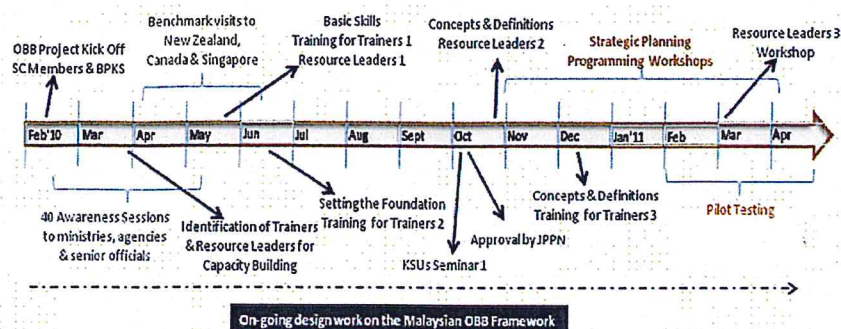 Benchmark visits to
New Zealand,
Canada & Singapore
Basic Skills
Training for Trainers 1
Resource Leaders 1
Concepts & Definitions
Resource Leaders 2
Strategic Planning
Programming Workshops
Resource Leaders 3
Workshop
OBB Project Kick Off
SC Members & BPKS
Feb'10 Mar Apr May Jun Jul Aug Sept Oct Nov Dec Jan'11 Feb Mar Apr
40 Awareness Sessions
to ministries, agencies
& senior officials
Identification of Trainers
& Resource Leaders for
Capacity Building
Setting the Foundation
Training for Trainers 2
KSUs Seminar 1
Approval by JPPN
Concepts & Definitions
Training for Trainers 3
Pilot Testing
On-going design work on the Malaysian OBB Framework